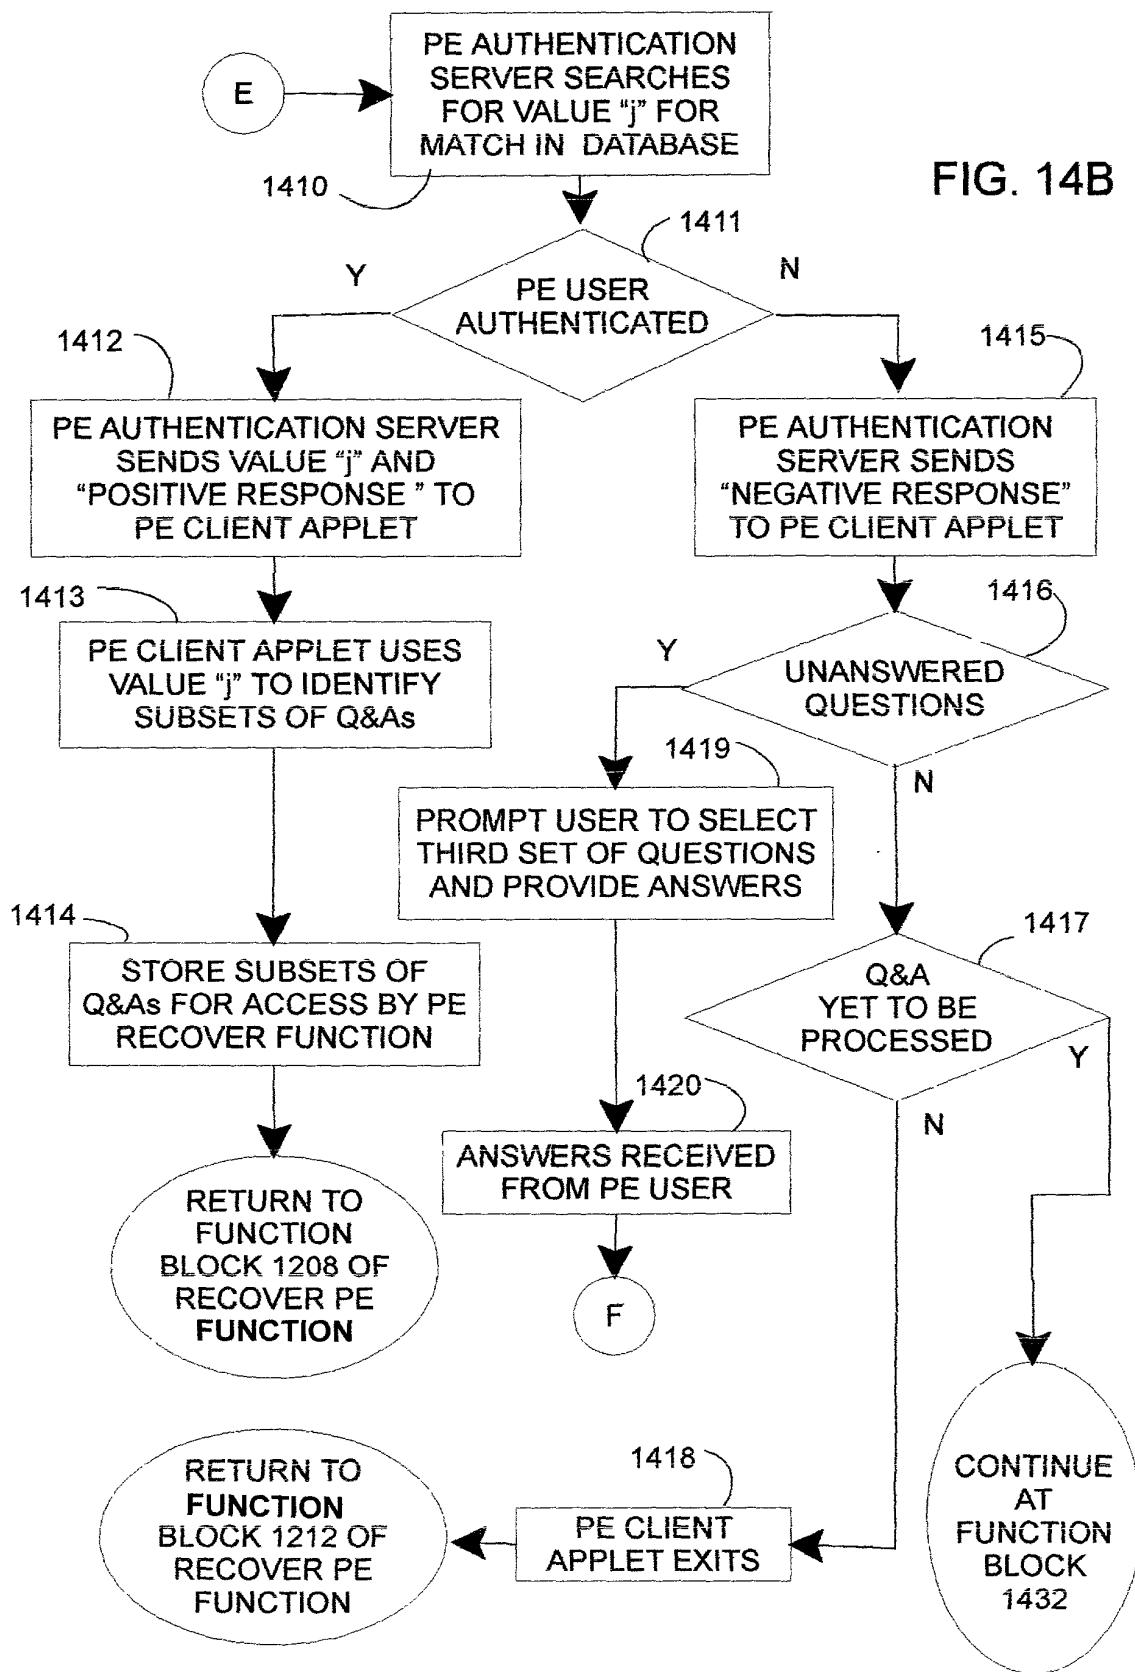 E
PE AUTHENTICATION
SERVER SEARCHES
FOR VALUE “j” FOR
MATCH IN DATABASE
1410
FIG. 14B
1411
Y
N
PE USER
AUTHENTICATED
1412
1415
PE AUTHENTICATION SERVER
SENDS VALUE “j” AND
“POSITIVE RESPONSE ” TO
PE CLIENT APPLET
PE AUTHENTICATION
SERVER SENDS
“NEGATIVE RESPONSE”
TO PE CLIENT APPLET
1413
1416
PE CLIENT APPLET USES
VALUE “j” TO IDENTIFY
SUBSETS OF Q&As
Y
UNANSWERED
QUESTIONS
N
1419
PROMPT USER TO SELECT
THIRD SET OF QUESTIONS
AND PROVIDE ANSWERS
1414
STORE SUBSETS OF
Q&As FOR ACCESS BY PE
RECOVER FUNCTION
1417
Q&A
YET TO BE
PROCESSED
Y
N
1420
ANSWERS RECEIVED
FROM PE USER
RETURN TO
FUNCTION
BLOCK 1208 OF
RECOVER PE
FUNCTION
F
RETURN TO
FUNCTION
BLOCK 1212 OF
RECOVER PE
FUNCTION
1418
PE CLIENT
APPLET EXITS
CONTINUE
AT
FUNCTION
BLOCK
1432